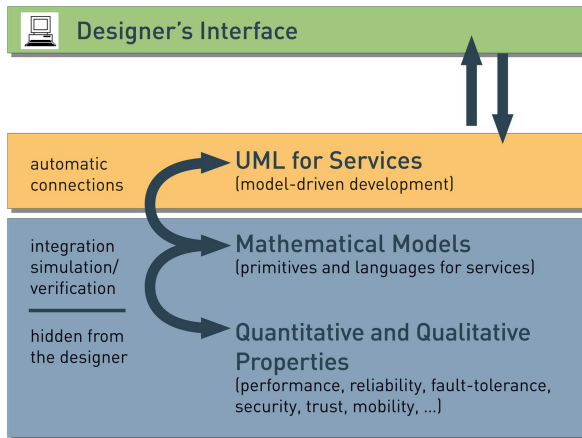 Designer's Interface
automatic
connections
UML for Services
(model-driven development)
integration
simulation/
verification
hidden from
the designer
Mathematical Models
(primitives and languages for services)
Quantitative and Qualitative
Properties
(performance, reliability, fault-tolerance,
security, trust, mobility, ...)